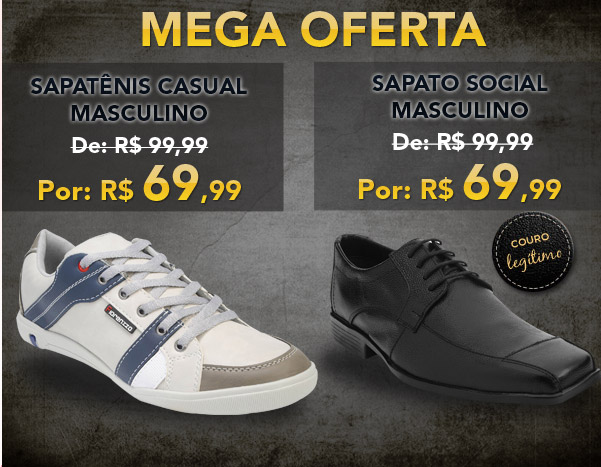 MEGA OFERTA
SAPATÊNIS CASUAL
MASCULINO
De: R$ 99,99
Por: R$ 69,99
SAPATO SOCIAL
MASCULINO
De: R$ 99,99
Por: R$ 69,99
COURO
legítimo